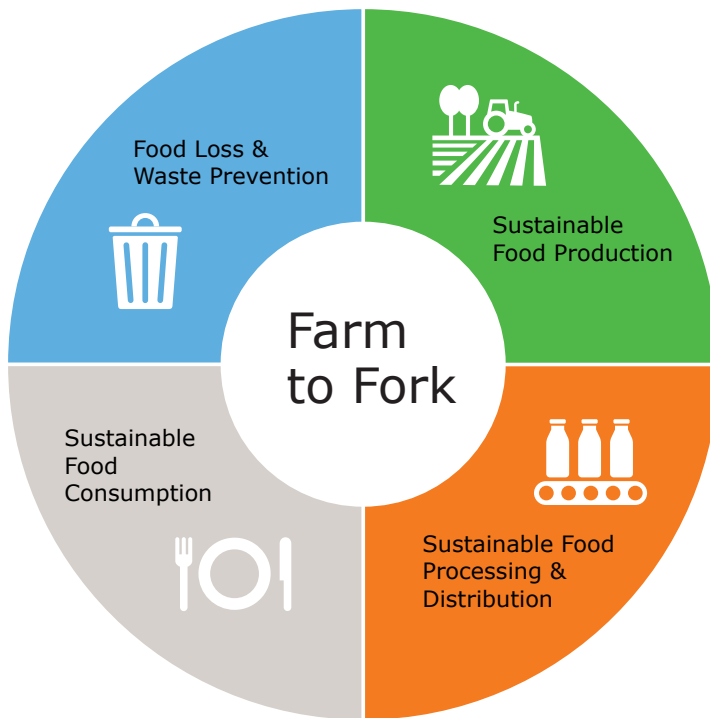 Food Loss &
Waste Prevention
Sustainable
Food Production
Farm
to Fork
Sustainable
Food
Consumption
Sustainable Food
Processing &
Distribution